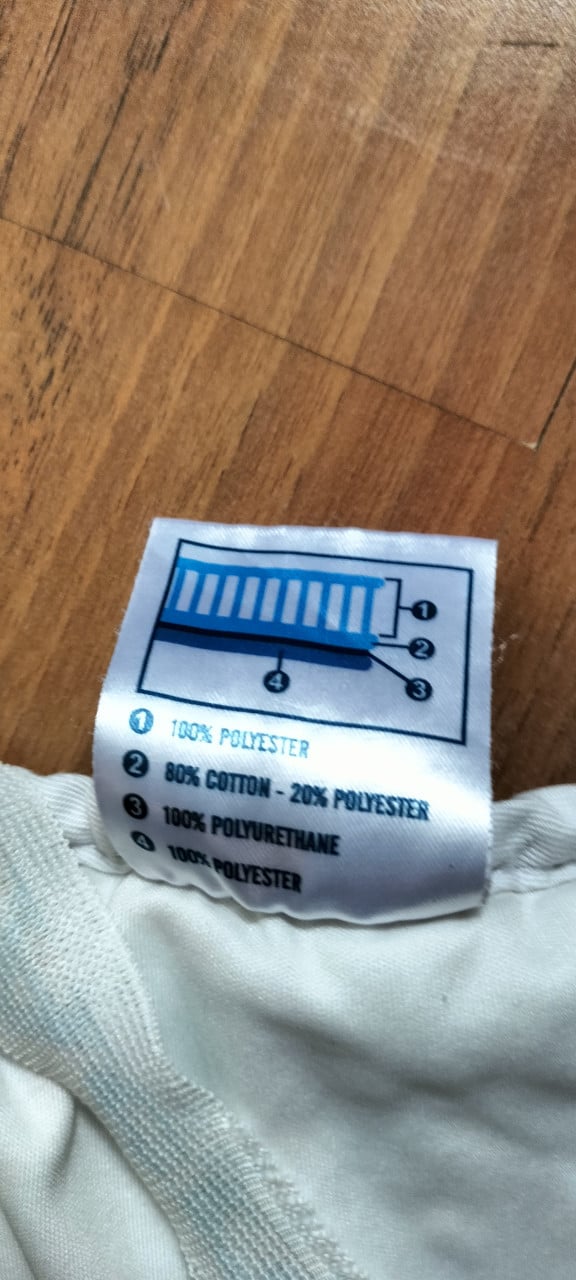 1
2
3
4
1 100% POLYESTER
2 80% COTTON - 20% POLYESTER
3 100% POLYURETHANE
4 100% POLYESTER